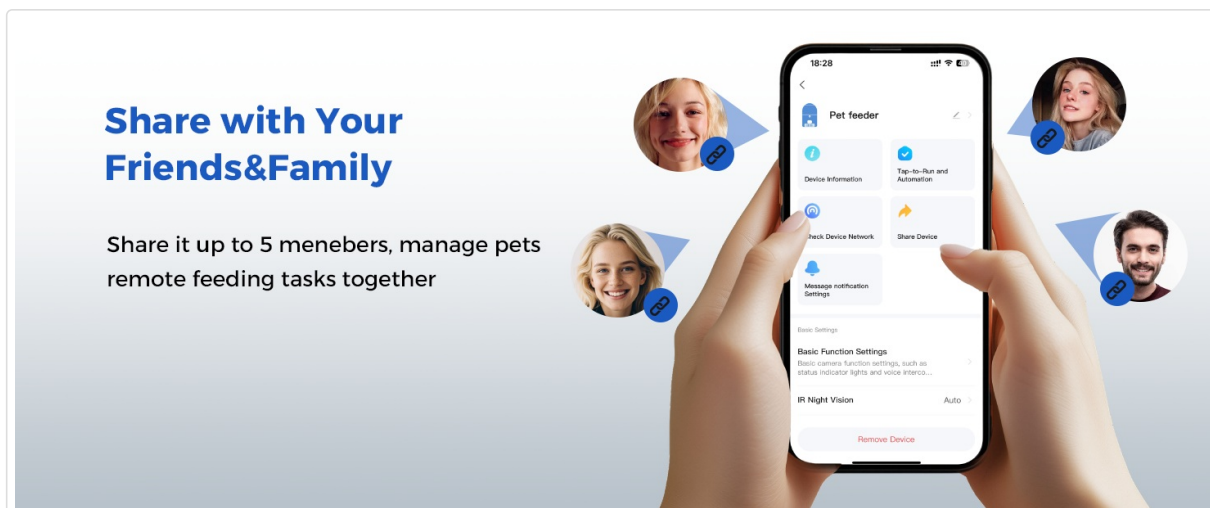 Share with Your
Friends&Family
Share it up to 5 menebers, manage pets
remote feeding tasks together
18:28
Pet feeder
Device Information
Tap-to-Run and
Automation
Check Device Network
Share Device
Message notification
Settings
Basic Settings
Basic Function Settings
Basic camera function settings, such as
status indicator lights and voice interco...
IR Night Vision
Auto
Remove Device